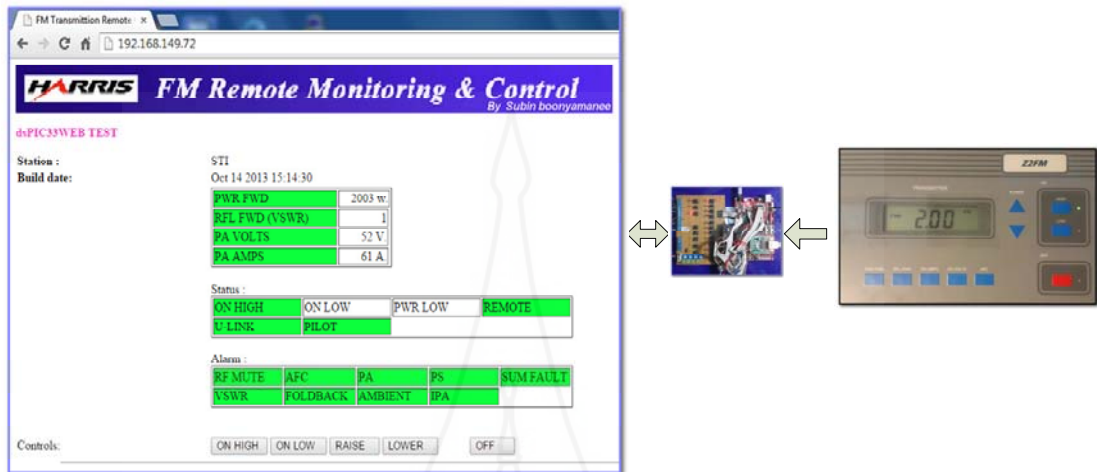 FM Transmittion Remote
192.168.149.72
HARRIS FM Remote Monitoring & Control
By Subin boonyamanee
dsPIC33WEB TEST
Station : STI
Build date: Oct 14 2013 15:14:30
PWR FWD 2003 w.
RFL FWD (VSWR) 1
PA VOLTS 52 V.
PA AMPS 61 A.
Status :
ON HIGH ON LOW PWR LOW REMOTE
U-LINK PILOT
Alarm :
RF MUTE AFC PA PS SUM FAULT
VSWR FOLDBACK AMBIENT IPA
Controls: ON HIGH ON LOW RAISE LOWER OFF
Z2FM
2.00